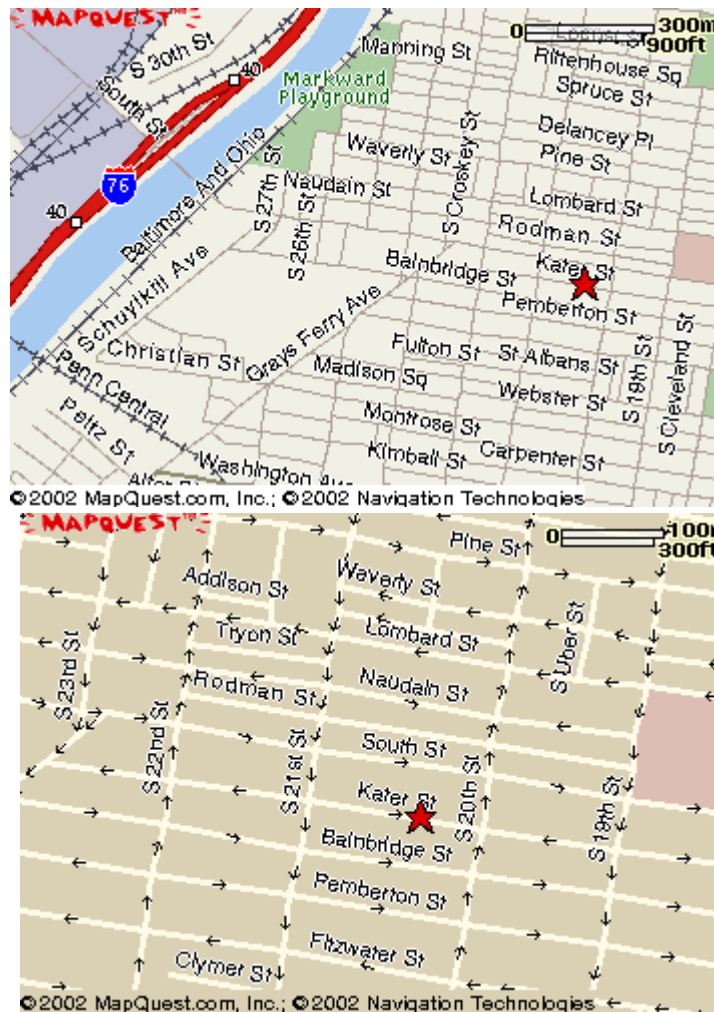 MAPQUEST™
0 300m
900ft
S 30th St
40
Manning St
Rittenhouse Sq
Spruce St
Markward
Playground
South St
Delancey Pl
Waverly St
Pine St
S Croskey St
76
Naudain St
Lombard St
S 27th St
S 26th St
Baltimore And Ohio
40
Rodman St
Bainbridge St
Kater St
Pemberton St
Schuylkill Ave
Grays Ferry Ave
Christian St
Fulton St
St Albans St
S 19th St
S Cleveland St
Madison Sq
Webster St
Penn Central
Peltz St
Montrose St
Washington Ave
Kimball St
Carpenter St
©2002 MapQuest.com, Inc.; ©2002 Navigation Technologies
MAPQUEST™
Pine St
0 100m
300ft
Addison St
Waverly St
Tryon St
Lombard St
S Uber St
S 23rd St
Rodman St
Naudain St
S 22nd St
S 21st St
South St
S 20th St
Kater St
S 19th St
Bainbridge St
Pemberton St
Fitzwater St
Clymer St
©2002 MapQuest.com, Inc.; ©2002 Navigation Technologies